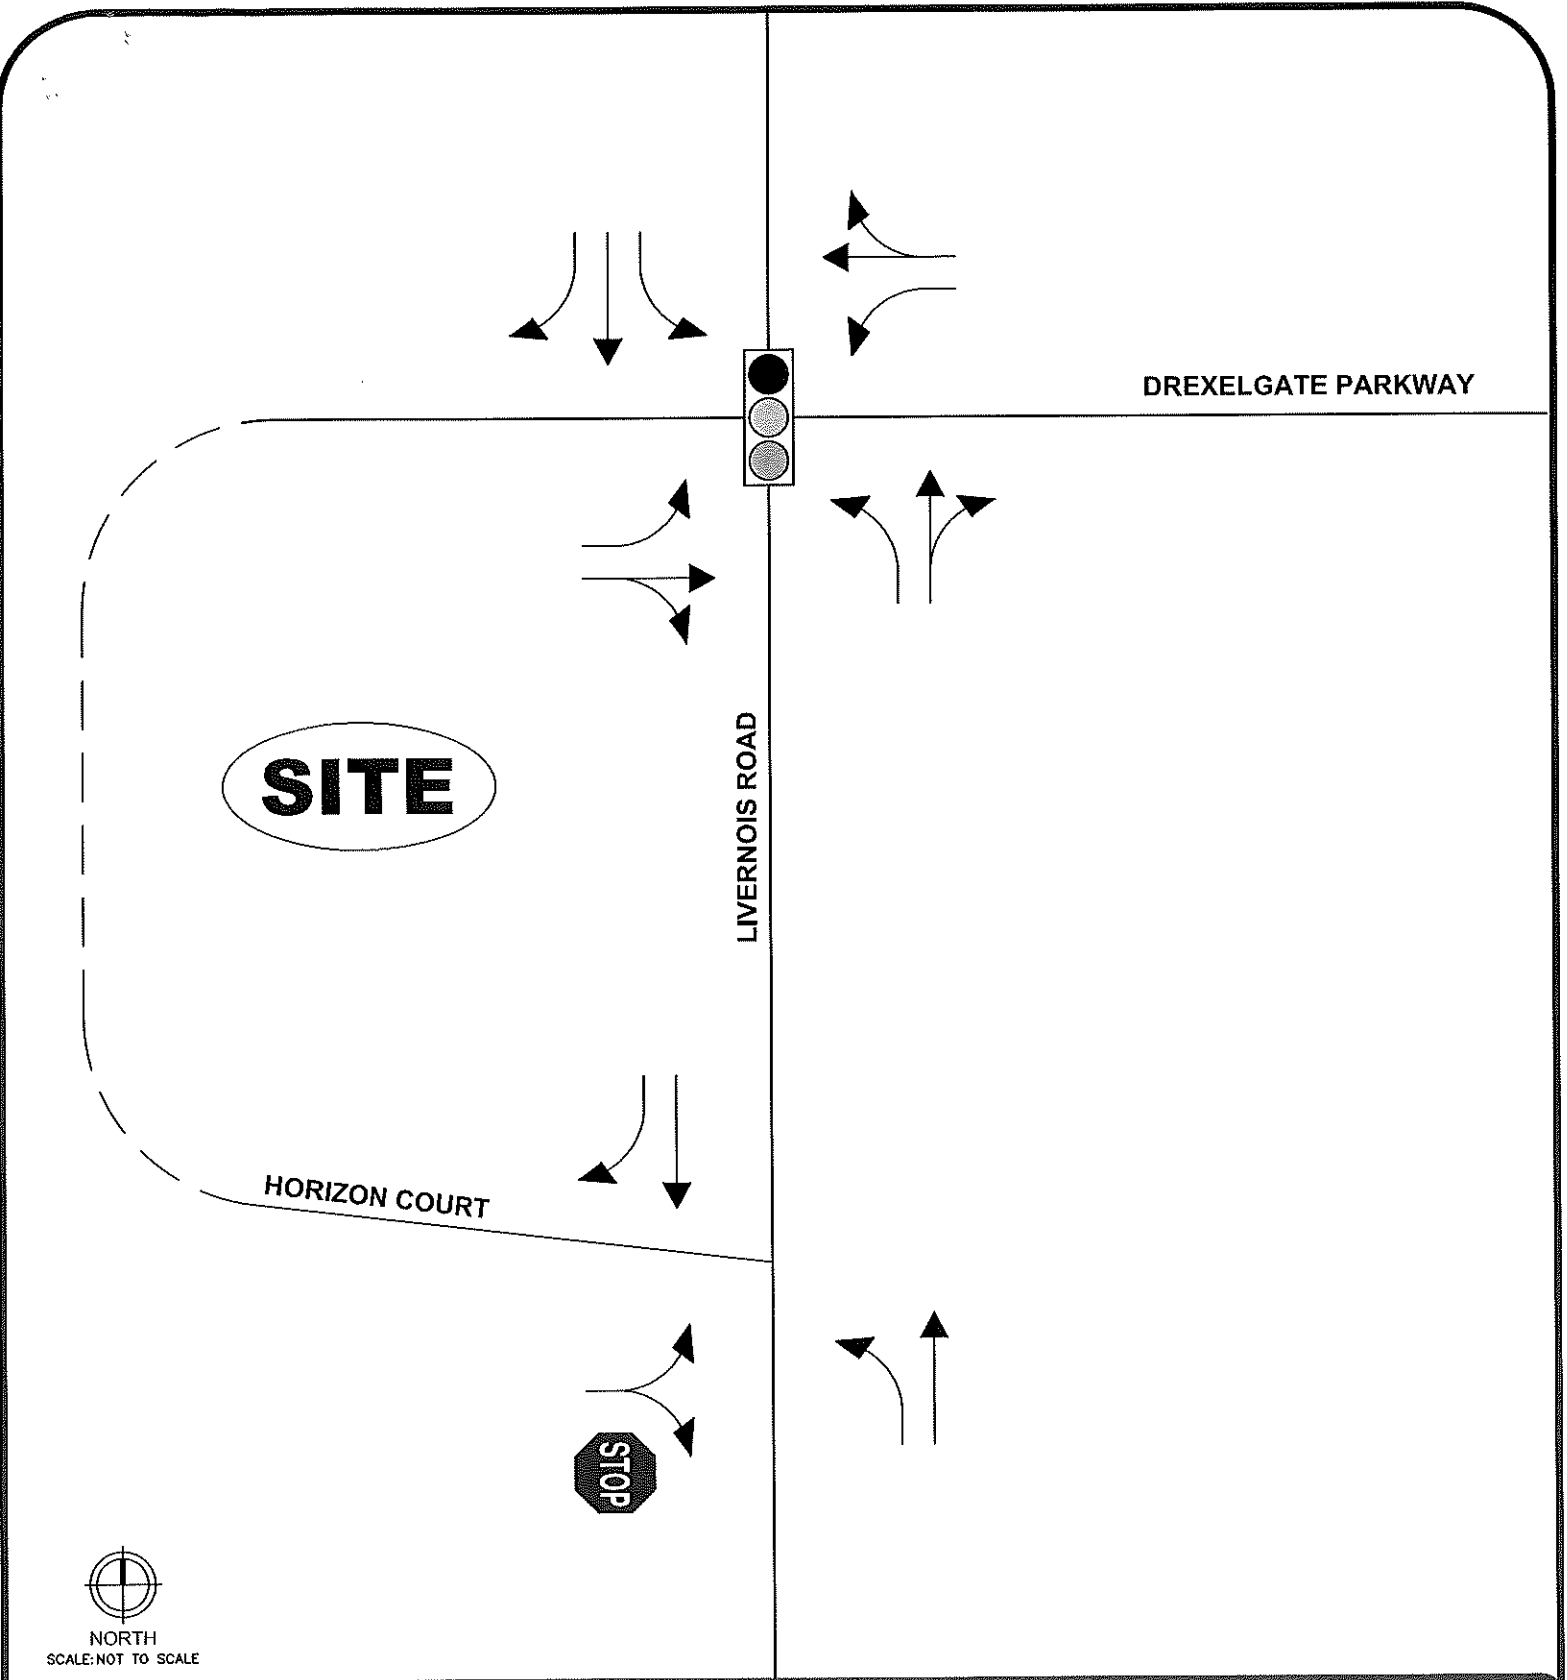 DREXELGATE PARKWAY
LIVERNOIS ROAD
SITE
HORIZON COURT
STOP
NORTH
SCALE:NOT TO SCALE